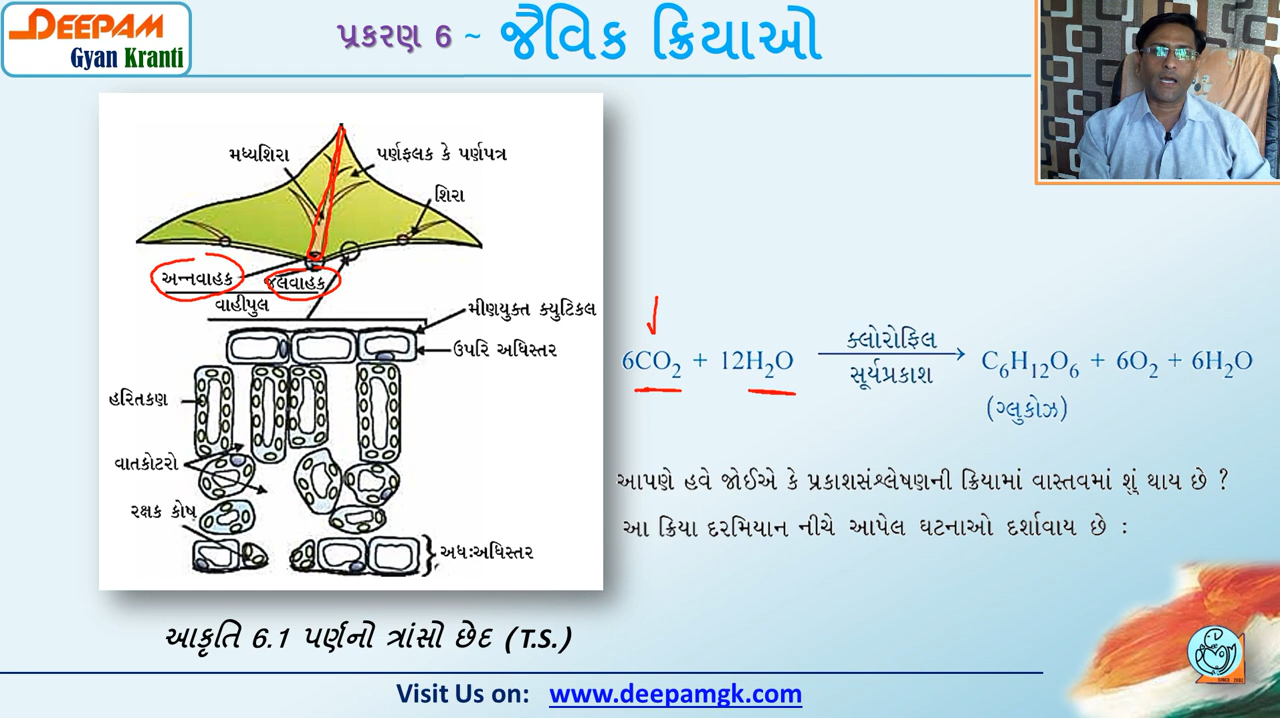 DEEPAM
Gyan Kranti
પ્રકરણ 6 ~ જૈવિક ક્રિયાઓ
મધ્યશિરા
પર્ણફલક કે પર્ણપત્ર
શિરા
અન્નવાહક
જલવાહક
વાહીપુલ
મીણયુક્ત ક્યુટિકલ
ઉપરિ અધિસ્તર
હરિતકણ
વાતકોટરો
રક્ષક કોષ
અધઃઅધિસ્તર
આકૃતિ 6.1 પર્ણનો ત્રાંસો છેદ (T.S.)
ક્લોરોફિલ
6CO₂ + 12H₂O → C₆H₁₂O₆ + 6O₂ + 6H₂O
સૂર્યપ્રકાશ
(ગ્લુકોઝ)
આપણે હવે જોઈએ કે પ્રકાશસંશ્લેષણની ક્રિયામાં વાસ્તવમાં શું થાય છે ?
આ ક્રિયા દરમિયાન નીચે આપેલ ઘટનાઓ દર્શાવાય છે :
SINCE 2002
Visit Us on: www.deepamgk.com